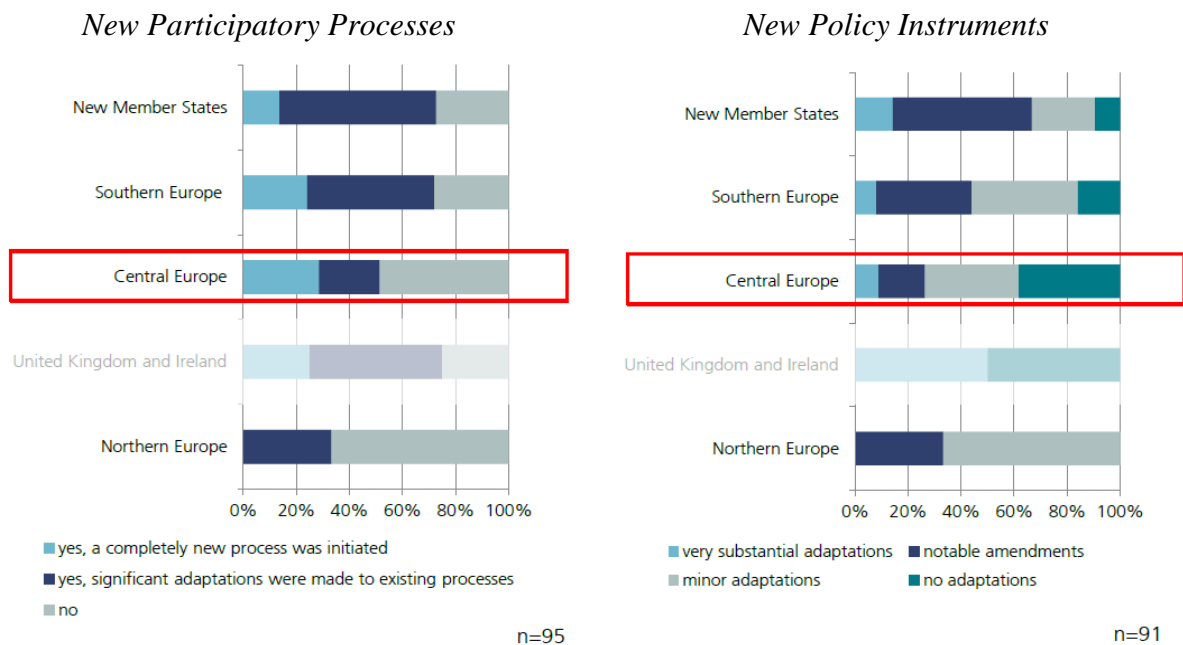 New Participatory Processes
New Member States
Southern Europe
Central Europe
United Kingdom and Ireland
Northern Europe
0% 20% 40% 60% 80% 100%
yes, a completely new process was initiated
yes, significant adaptations were made to existing processes
no
n=95
New Policy Instruments
New Member States
Southern Europe
Central Europe
United Kingdom and Ireland
Northern Europe
0% 20% 40% 60% 80% 100%
very substantial adaptations notable amendments
minor adaptations no adaptations
n=91